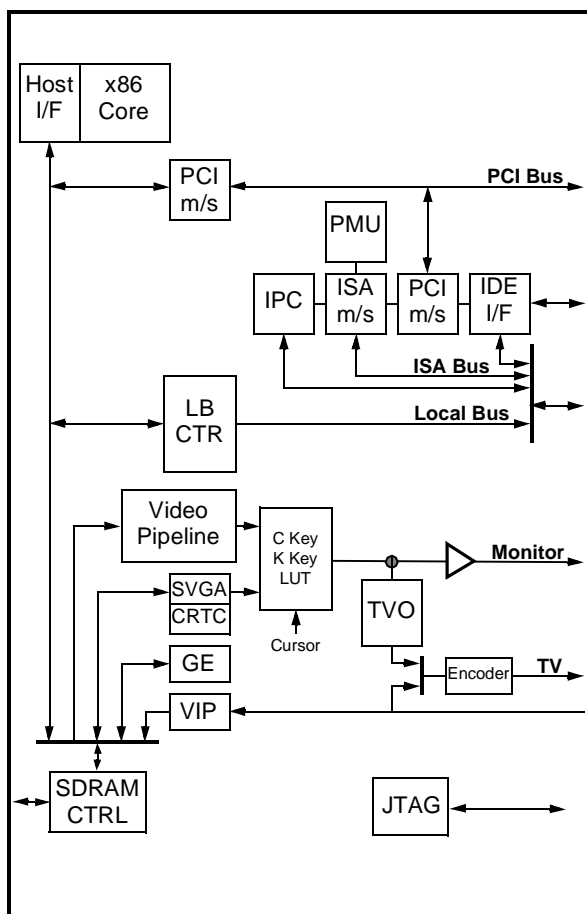 Host
I/F
x86
Core
PCI
m/s
PCI Bus
PMU
IPC
ISA
m/s
PCI
m/s
IDE
I/F
ISA Bus
LB
CTR
Local Bus
Video
Pipeline
C Key
K Key
LUT
Monitor
SVGA
CRTC
TVO
Cursor
GE
Encoder
TV
VIP
SDRAM
CTRL
JTAG